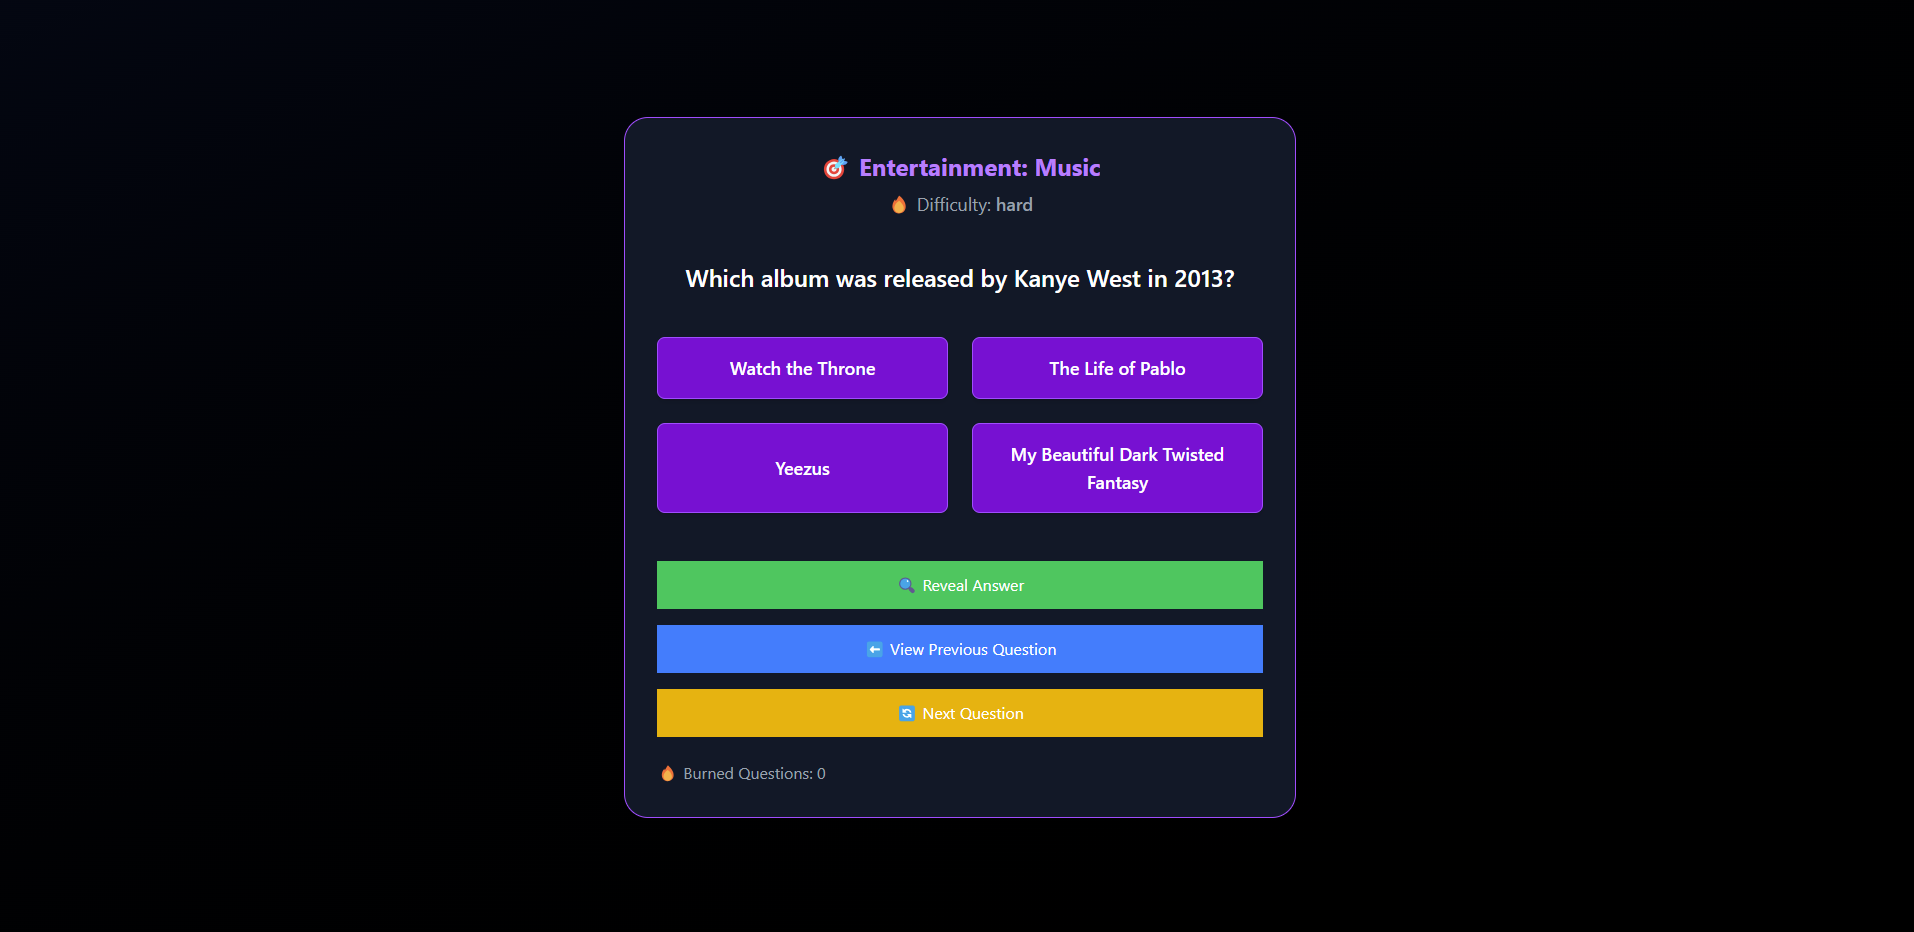 🎯 Entertainment: Music
🔥 Difficulty: hard
Which album was released by Kanye West in 2013?
Watch the Throne
The Life of Pablo
Yeezus
My Beautiful Dark Twisted
Fantasy
🔍 Reveal Answer
⬅️ View Previous Question
🔄 Next Question
🔥 Burned Questions: 0